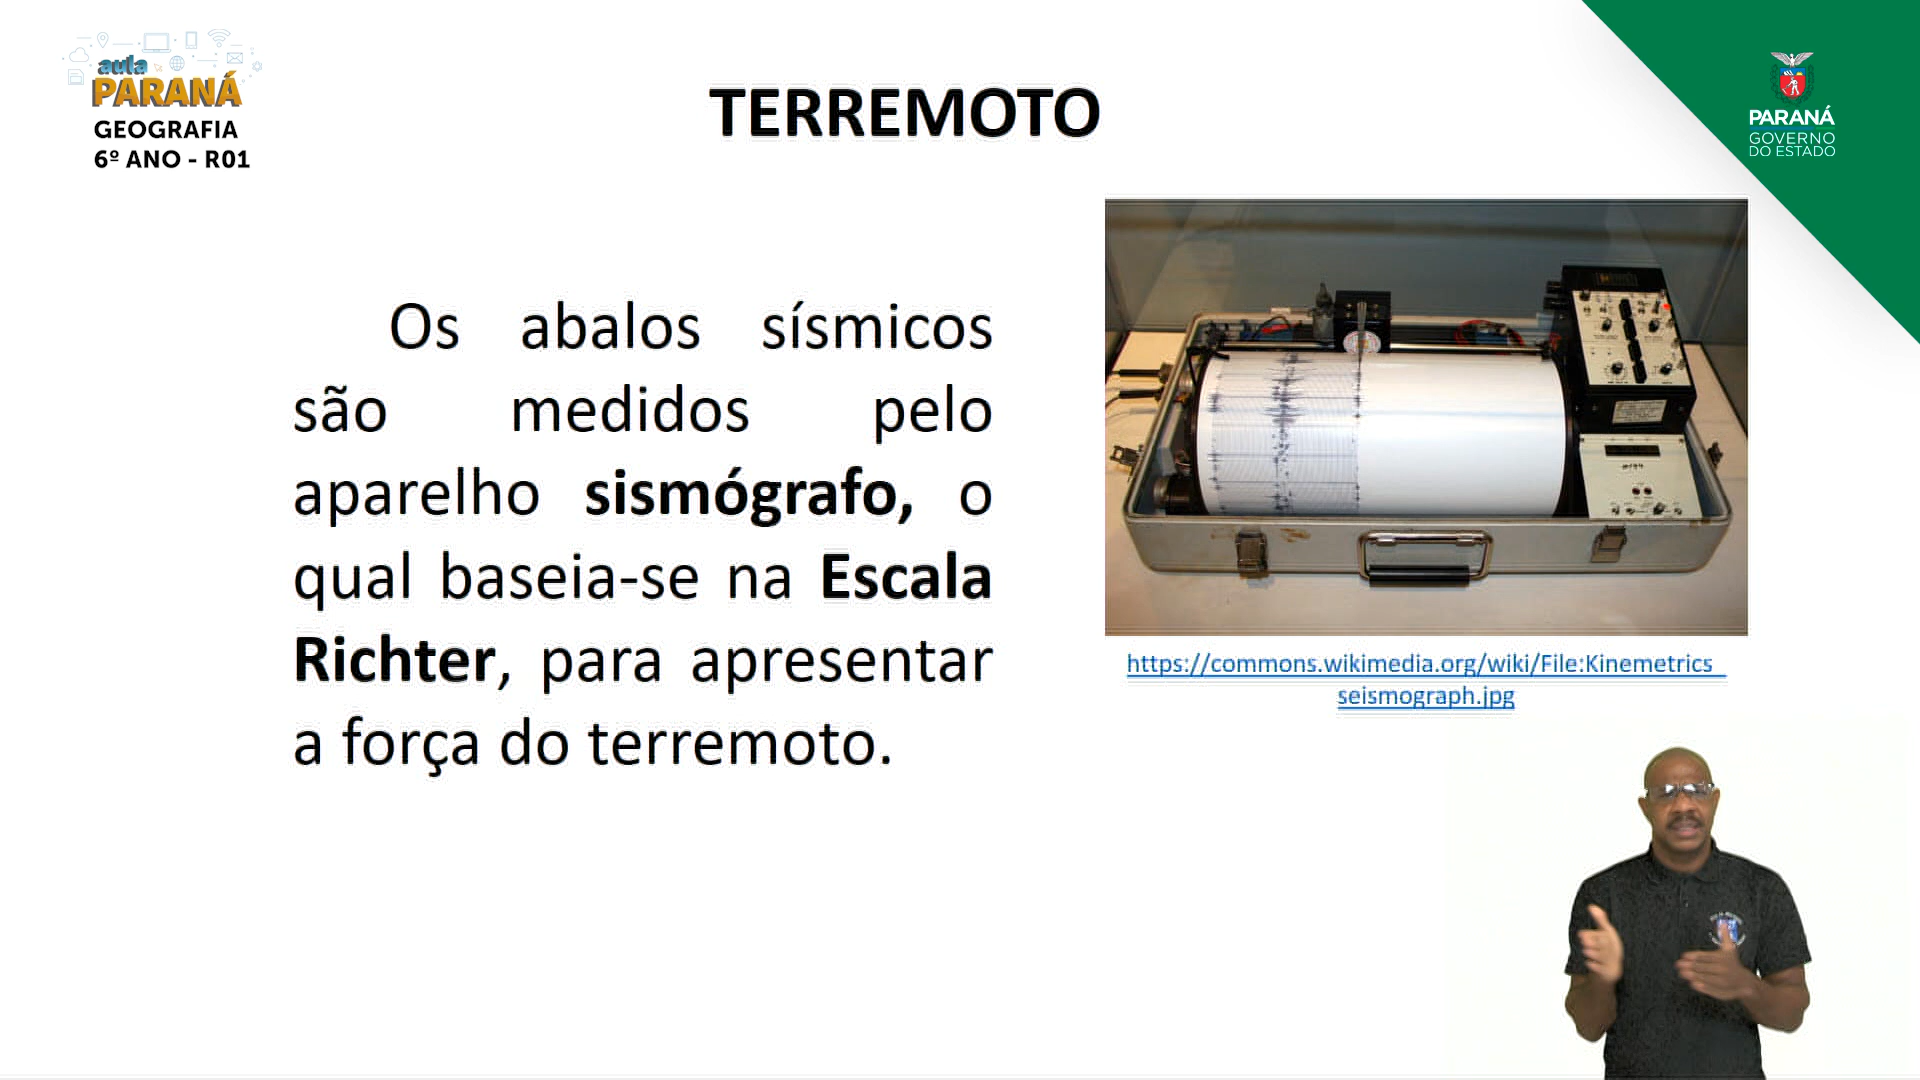 aula
PARANÁ
GEOGRAFIA
6º ANO - R01
TERREMOTO
PARANÁ
GOVERNO
DO ESTADO
Os abalos sísmicos
são medidos pelo
aparelho sismógrafo, o
qual baseia-se na Escala
Richter, para apresentar
a força do terremoto.
https://commons.wikimedia.org/wiki/File:Kinemetrics_
seismograph.jpg